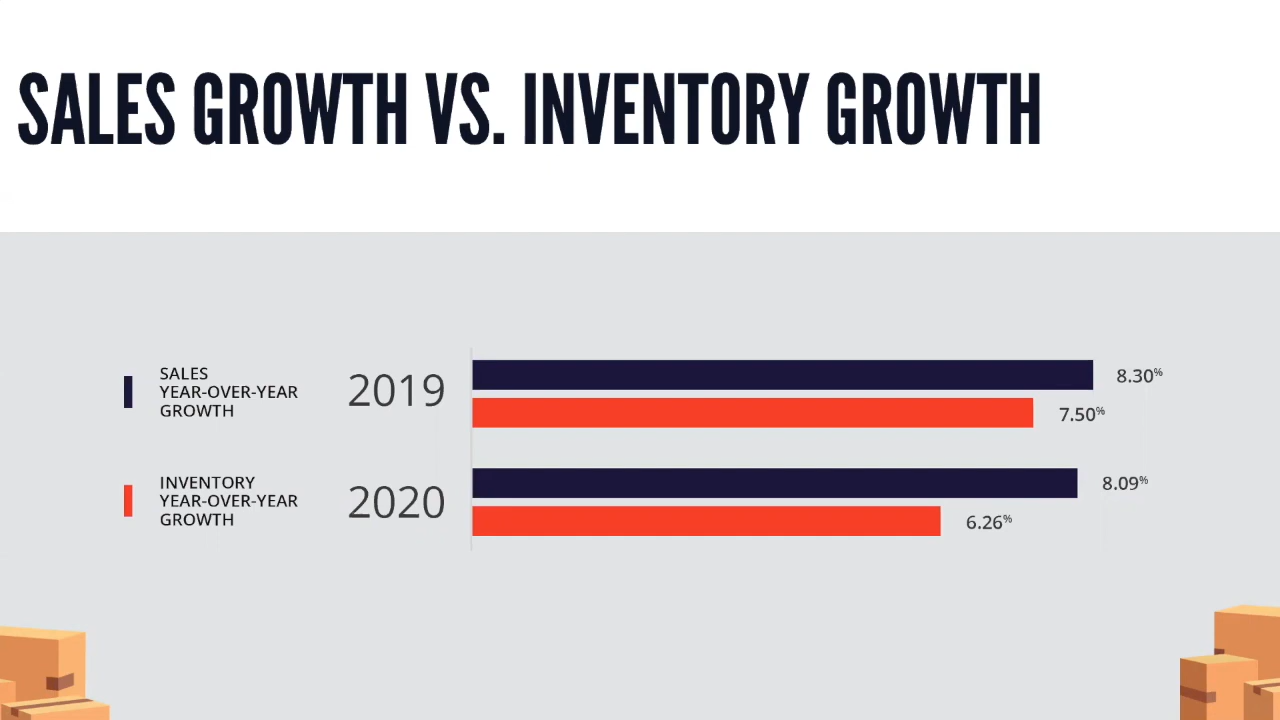 SALES GROWTH VS. INVENTORY GROWTH
SALES
YEAR-OVER-YEAR
GROWTH
2019
8.30%
7.50%
INVENTORY
YEAR-OVER-YEAR
GROWTH
2020
8.09%
6.26%